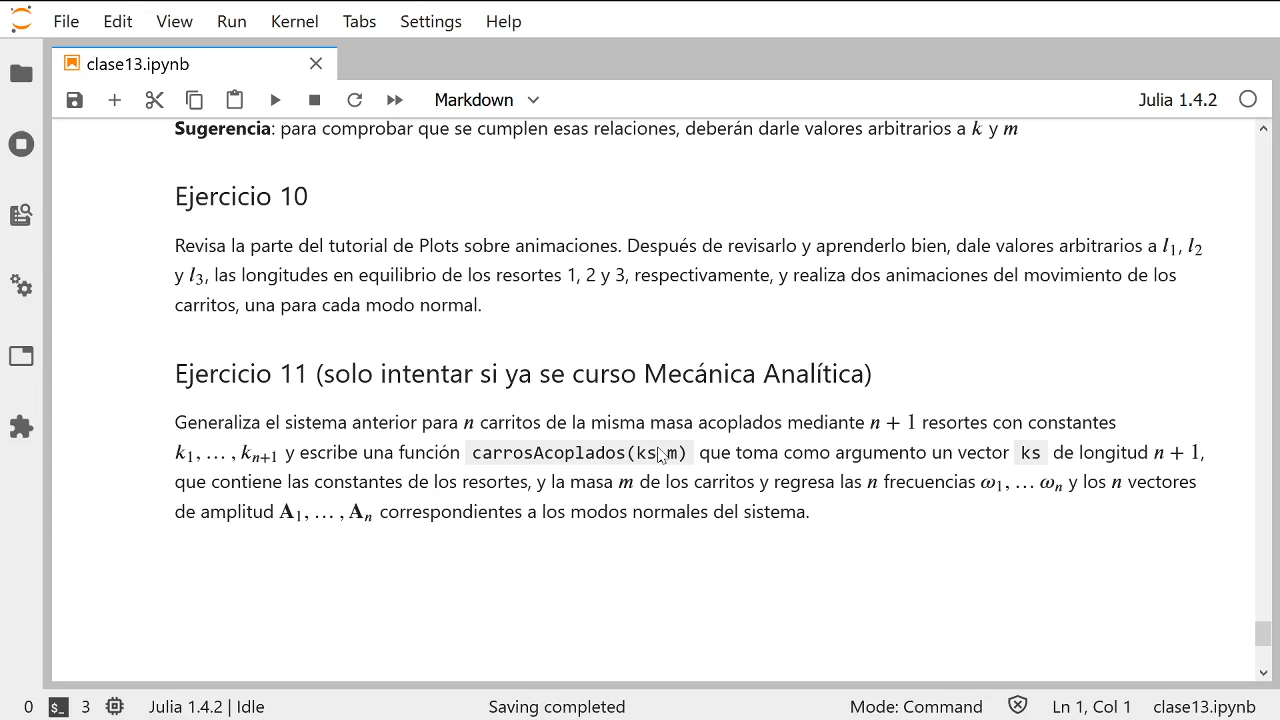 File Edit View Run Kernel Tabs Settings Help
clase13.ipynb
Markdown
Julia 1.4.2
Sugerencia: para comprobar que se cumplen esas relaciones, deberán darle valores arbitrarios a k y m
Ejercicio 10
Revisa la parte del tutorial de Plots sobre animaciones. Después de revisarlo y aprenderlo bien, dale valores arbitrarios a l₁, l₂
y l₃, las longitudes en equilibrio de los resortes 1, 2 y 3, respectivamente, y realiza dos animaciones del movimiento de los
carritos, una para cada modo normal.
Ejercicio 11 (solo intentar si ya se curso Mecánica Analítica)
Generaliza el sistema anterior para n carritos de la misma masa acoplados mediante n + 1 resortes con constantes
k₁, . . . , kₙ₊₁ y escribe una función carrosAcoplados(ks,m) que toma como argumento un vector ks de longitud n + 1,
que contiene las constantes de los resortes, y la masa m de los carritos y regresa las n frecuencias ω₁, . . . ωₙ y los n vectores
de amplitud A₁, . . . , Aₙ correspondientes a los modos normales del sistema.
0 $_ 3 Julia 1.4.2 | Idle Saving completed Mode: Command Ln 1, Col 1 clase13.ipynb